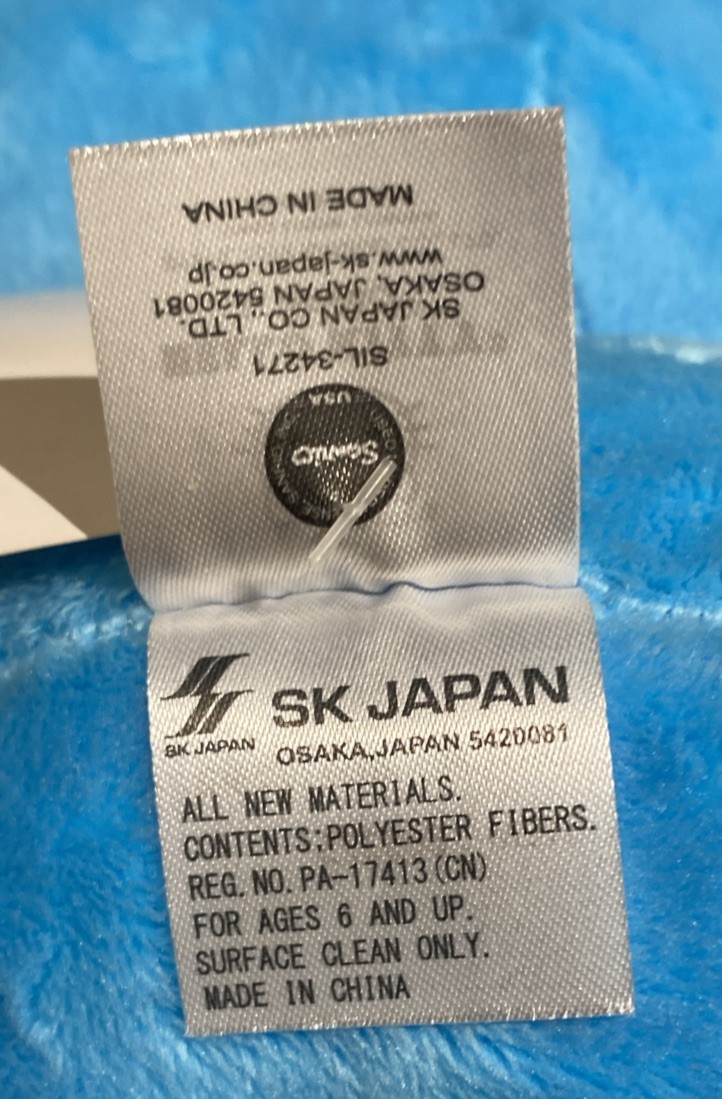 MADE IN CHINA
www.sk-japan.co.jp
OSAKA, JAPAN 5420081
SK JAPAN CO., LTD.
SIL-34271
USA
Sanrio
SK JAPAN
SK JAPAN
OSAKA,JAPAN 5420081
ALL NEW MATERIALS.
CONTENTS:POLYESTER FIBERS.
REG. NO. PA-17413(CN)
FOR AGES 6 AND UP.
SURFACE CLEAN ONLY.
MADE IN CHINA